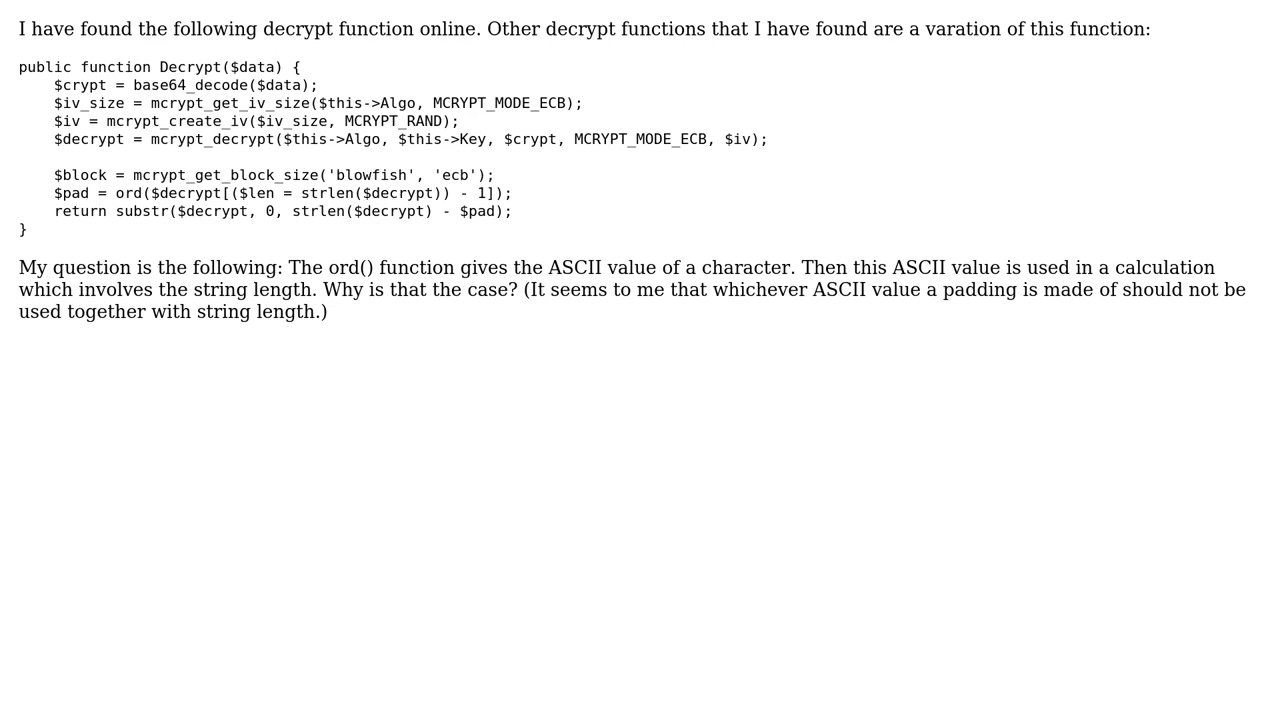 I have found the following decrypt function online. Other decrypt functions that I have found are a varation of this function:
public function Decrypt($data) {
    $crypt = base64_decode($data);
    $iv_size = mcrypt_get_iv_size($this->Algo, MCRYPT_MODE_ECB);
    $iv = mcrypt_create_iv($iv_size, MCRYPT_RAND);
    $decrypt = mcrypt_decrypt($this->Algo, $this->Key, $crypt, MCRYPT_MODE_ECB, $iv);

    $block = mcrypt_get_block_size('blowfish', 'ecb');
    $pad = ord($decrypt[($len = strlen($decrypt)) - 1]);
    return substr($decrypt, 0, strlen($decrypt) - $pad);
}
My question is the following: The ord() function gives the ASCII value of a character. Then this ASCII value is used in a calculation
which involves the string length. Why is that the case? (It seems to me that whichever ASCII value a padding is made of should not be
used together with string length.)